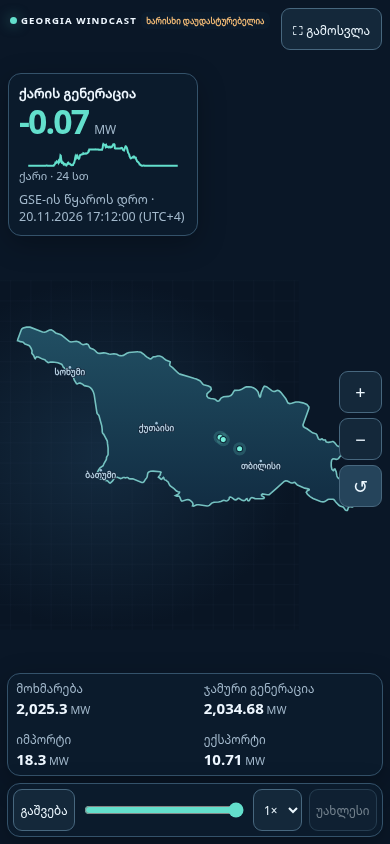 GEORGIA WINDCAST ხარისხი დაუდასტურებელია
⛶ გამოსვლა
ქარის გენერაცია
-0.07 MW
ქარი · 24 სთ
GSE-ის წყაროს დრო ·
20.11.2026 17:12:00 (UTC+4)
სოხუმი
ქუთაისი
თბილისი
ბათუმი
+
−
↺
მოხმარება
2,025.3 MW
ჯამური გენერაცია
2,034.68 MW
იმპორტი
18.3 MW
ექსპორტი
10.71 MW
გაშვება
1×
უახლესი